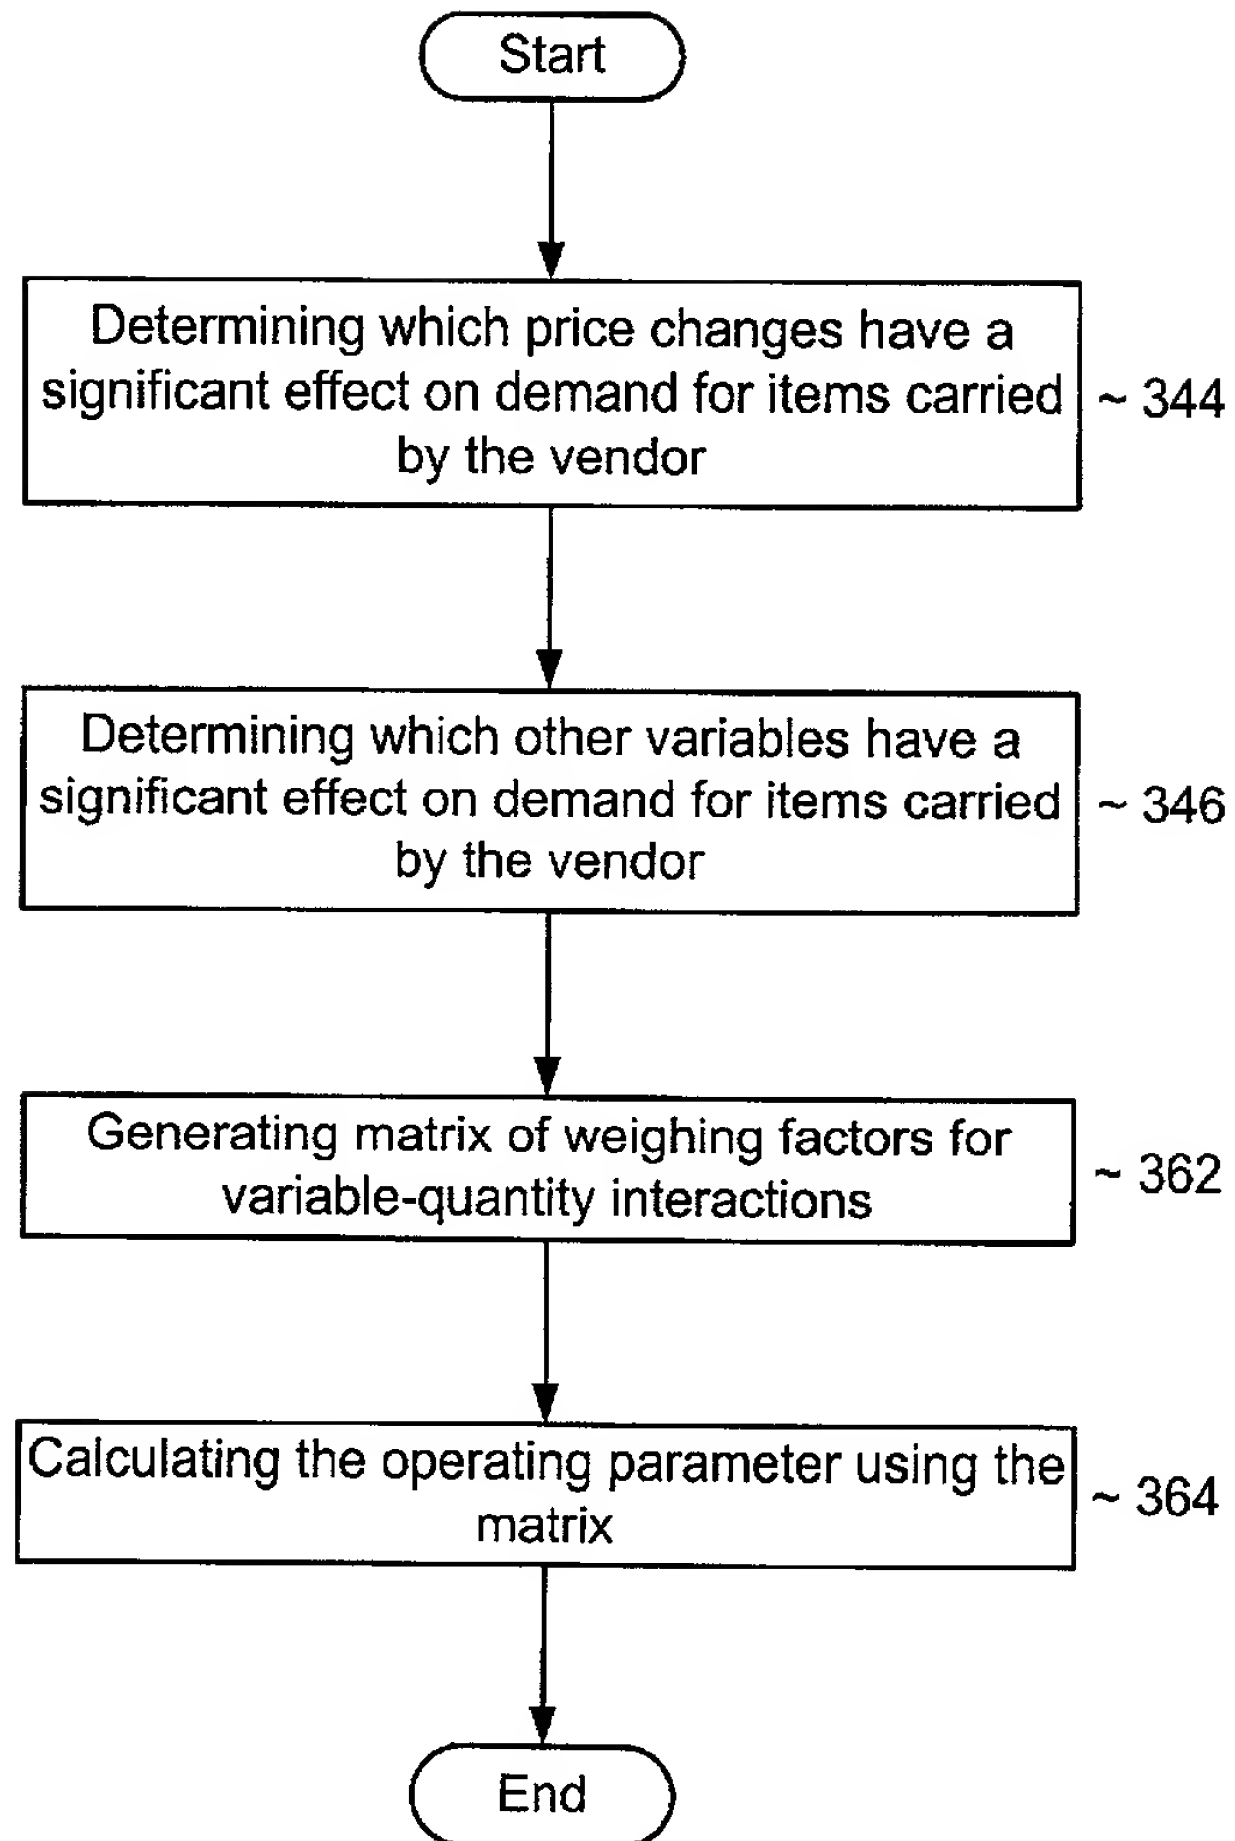 Start
Determining which price changes have a
significant effect on demand for items carried
by the vendor
~ 344
Determining which other variables have a
significant effect on demand for items carried
by the vendor
~ 346
Generating matrix of weighing factors for
variable-quantity interactions
~ 362
Calculating the operating parameter using the
matrix
~ 364
End